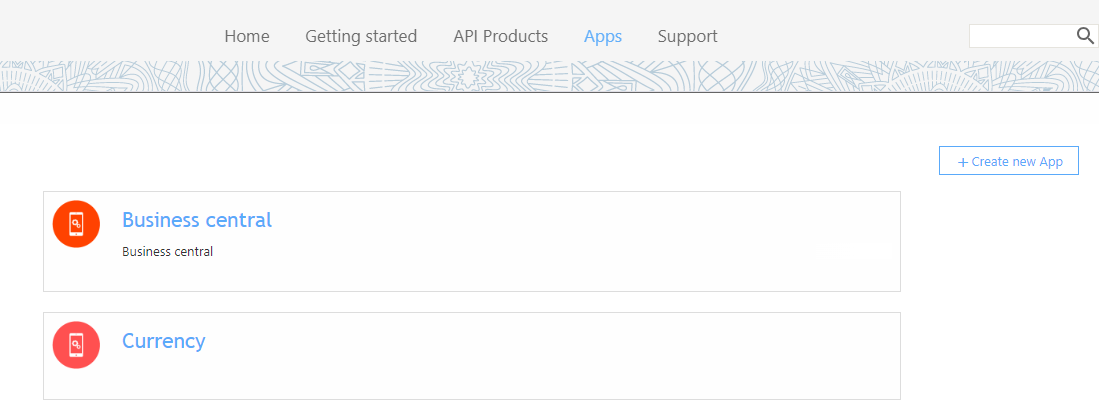 Home Getting started API Products Apps Support
+ Create new App
Business central
Business central
Currency